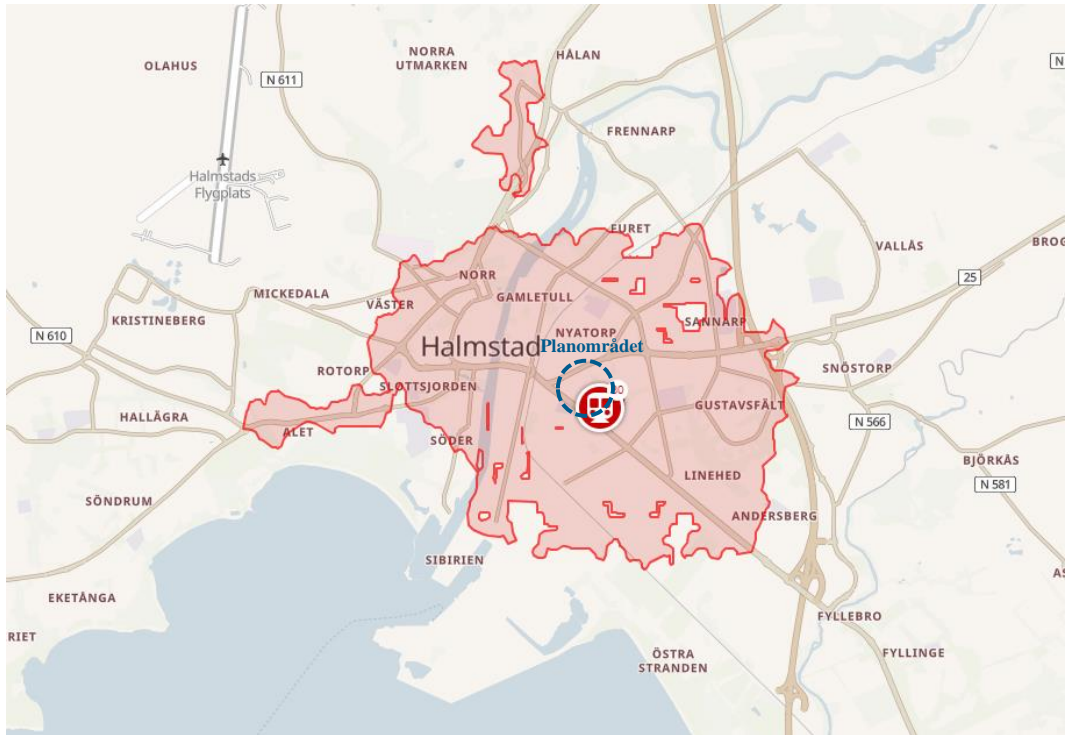 NORRA
UTMARKEN
HÅLAN
OLAHUS
N 611
N
FRENNARP
Halmstads
Flygplats
FURET
VALLÅS
BROG
NORR
25
MICKEDALA
VÄSTER
GAMLETULL
KRISTINEBERG
SANNARP
NYATORP
N 610
Halmstad
Planområdet
SNÖSTORP
ROTORP
SLOTTSJORDEN
GUSTAVSFÄLT
HALLÄGRA
N 566
ALET
SÖDER
BJÖRKÅS
LINEHED
N 581
SÖNDRUM
ANDERSBERG
SIBIRIEN
AS
EKETÅNGA
FYLLEBRO
RIET
ÖSTRA
STRANDEN
FYLLINGE